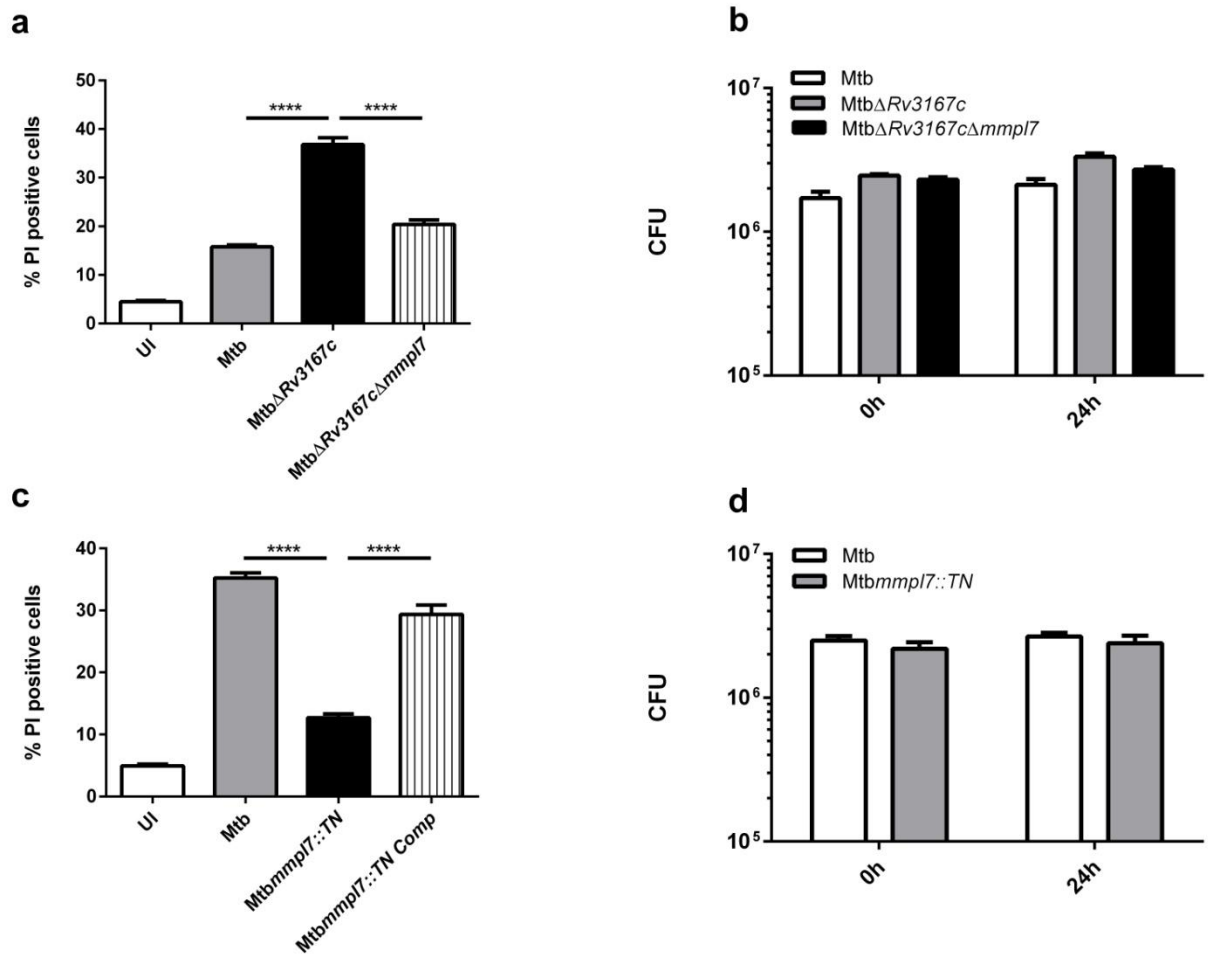 a
% PI positive cells
50
40
30
20
10
0
****
****
UI
Mtb
MtbΔRv3167c
MtbΔRv3167cΔmmpl7
b
Mtb
MtbΔRv3167c
MtbΔRv3167cΔmmpl7
CFU
10⁷
10⁶
10⁵
0h
24h
c
% PI positive cells
40
30
20
10
0
****
****
UI
Mtb
Mtbmmpl7::TN
Mtbmmpl7::TN Comp
d
Mtb
Mtbmmpl7::TN
CFU
10⁷
10⁶
10⁵
0h
24h